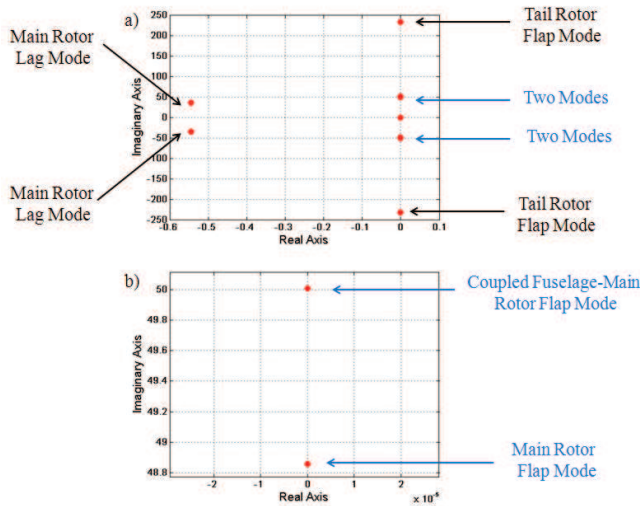 a)
Main Rotor
Lag Mode
Main Rotor
Lag Mode
Tail Rotor
Flap Mode
Two Modes
Two Modes
Tail Rotor
Flap Mode
Imaginary Axis
250
200
150
100
50
0
-50
-100
-150
-200
-250
-0.6 -0.5 -0.4 -0.3 -0.2 -0.1 0 0.1
Real Axis
b)
Coupled Fuselage-Main
Rotor Flap Mode
Main Rotor
Flap Mode
Imaginary Axis
50
49.8
49.6
49.4
49.2
49
48.8
-2 -1 0 1 2
Real Axis